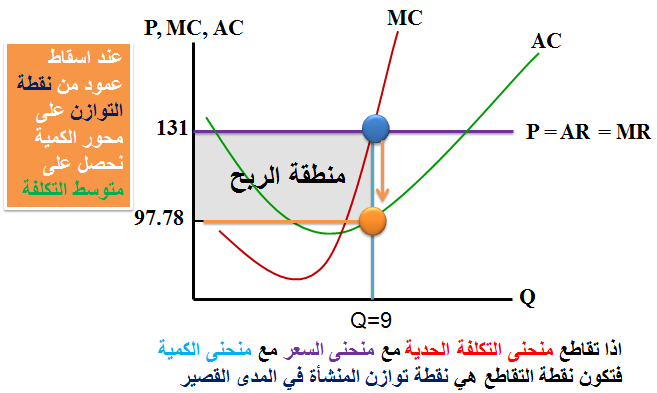 P, MC, AC
MC
AC
عند اسقاط
عمود من نقطة
التوازن على
محور الكمية
نحصل على
متوسط التكلفة
131
P = AR = MR
منطقة الربح
97.78
Q
Q=9
اذا تقاطع منحنى التكلفة الحدية مع منحنى السعر مع منحنى الكمية
فتكون نقطة التقاطع هي نقطة توازن المنشأة في المدى القصير